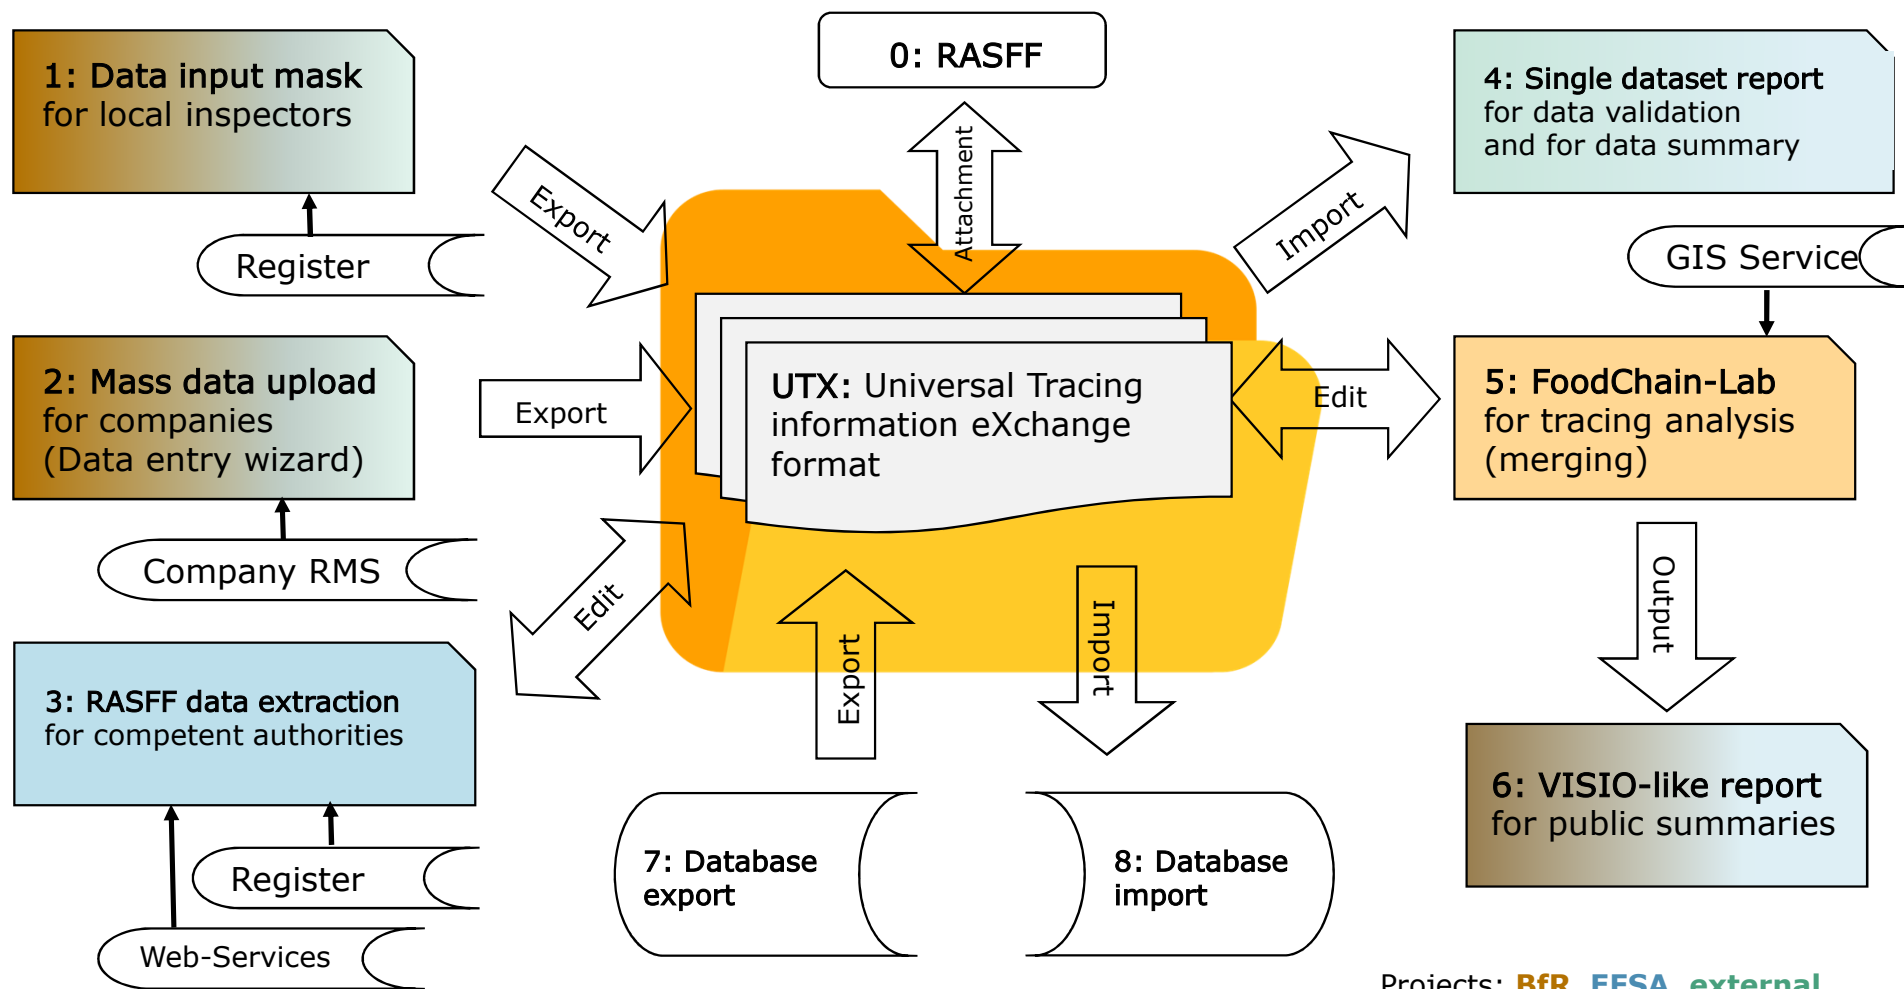 0: RASFF
1: Data input mask
for local inspectors
Register
Export
Attachment
Import
4: Single dataset report
for data validation
and for data summary
GIS Service
2: Mass data upload
for companies
(Data entry wizard)
Company RMS
Export
UTX: Universal Tracing
information eXchange
format
Edit
5: FoodChain-Lab
for tracing analysis
(merging)
Edit
Export
Import
Output
3: RASFF data extraction
for competent authorities
Register
Web-Services
7: Database
export
8: Database
import
6: VISIO-like report
for public summaries
Projects: BfR, EFSA, external